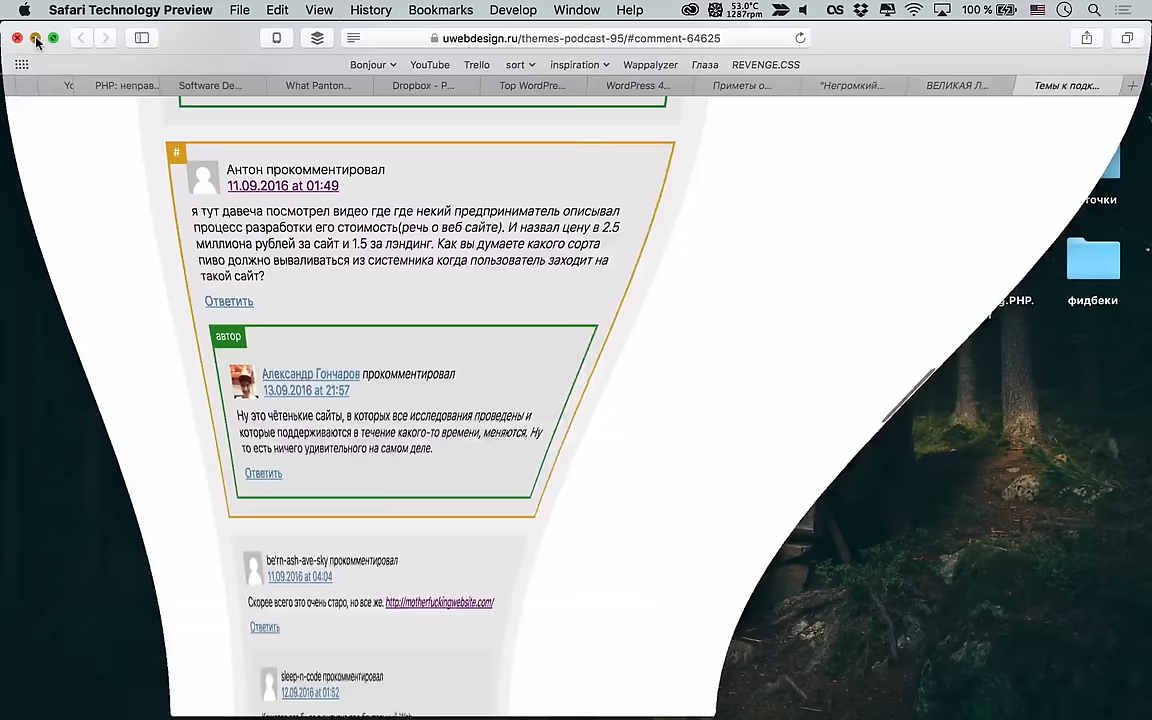 Safari Technology Preview File Edit View History Bookmarks Develop Window Help 53.0°C 1287rpm 100 %
uwebdesign.ru/themes-podcast-95/#comment-64625
Bonjour YouTube Trello sort inspiration Wappalyzer Глаза REVENGE.CSS
Yc PHP: неправ... Software De... What Panton... Dropbox - P... Top WordPre... WordPress 4... Приметы о... "Негромкий... ВЕЛИКАЯ Л... Темы к подк...
#
Антон прокомментировал
11.09.2016 at 01:49
я тут давеча посмотрел видео где где некий предприниматель описывал
процесс разработки его стоимость(речь о веб сайте). И назвал цену в 2.5
миллиона рублей за сайт и 1.5 за лэндинг. Как вы думаете какого сорта
пиво должно вываливаться из системника когда пользователь заходит на
такой сайт?
Ответить
автор
Александр Гончаров прокомментировал
13.09.2016 at 21:57
Ну это чётенькие сайты, в которых все исследования проведены и
которые поддерживаются в течение какого-то времени, меняются. Ну
то есть ничего удивительного на самом деле.
Ответить
be'rn-ash-ave-sky прокомментировал
11.09.2016 at 04:04
Скорее всего это очень старо, но все же. http://motherfuckingwebsite.com/
Ответить
sleep-n-code прокомментировал
12.09.2016 at 01:52
точки
g.PHP.
фидбеки